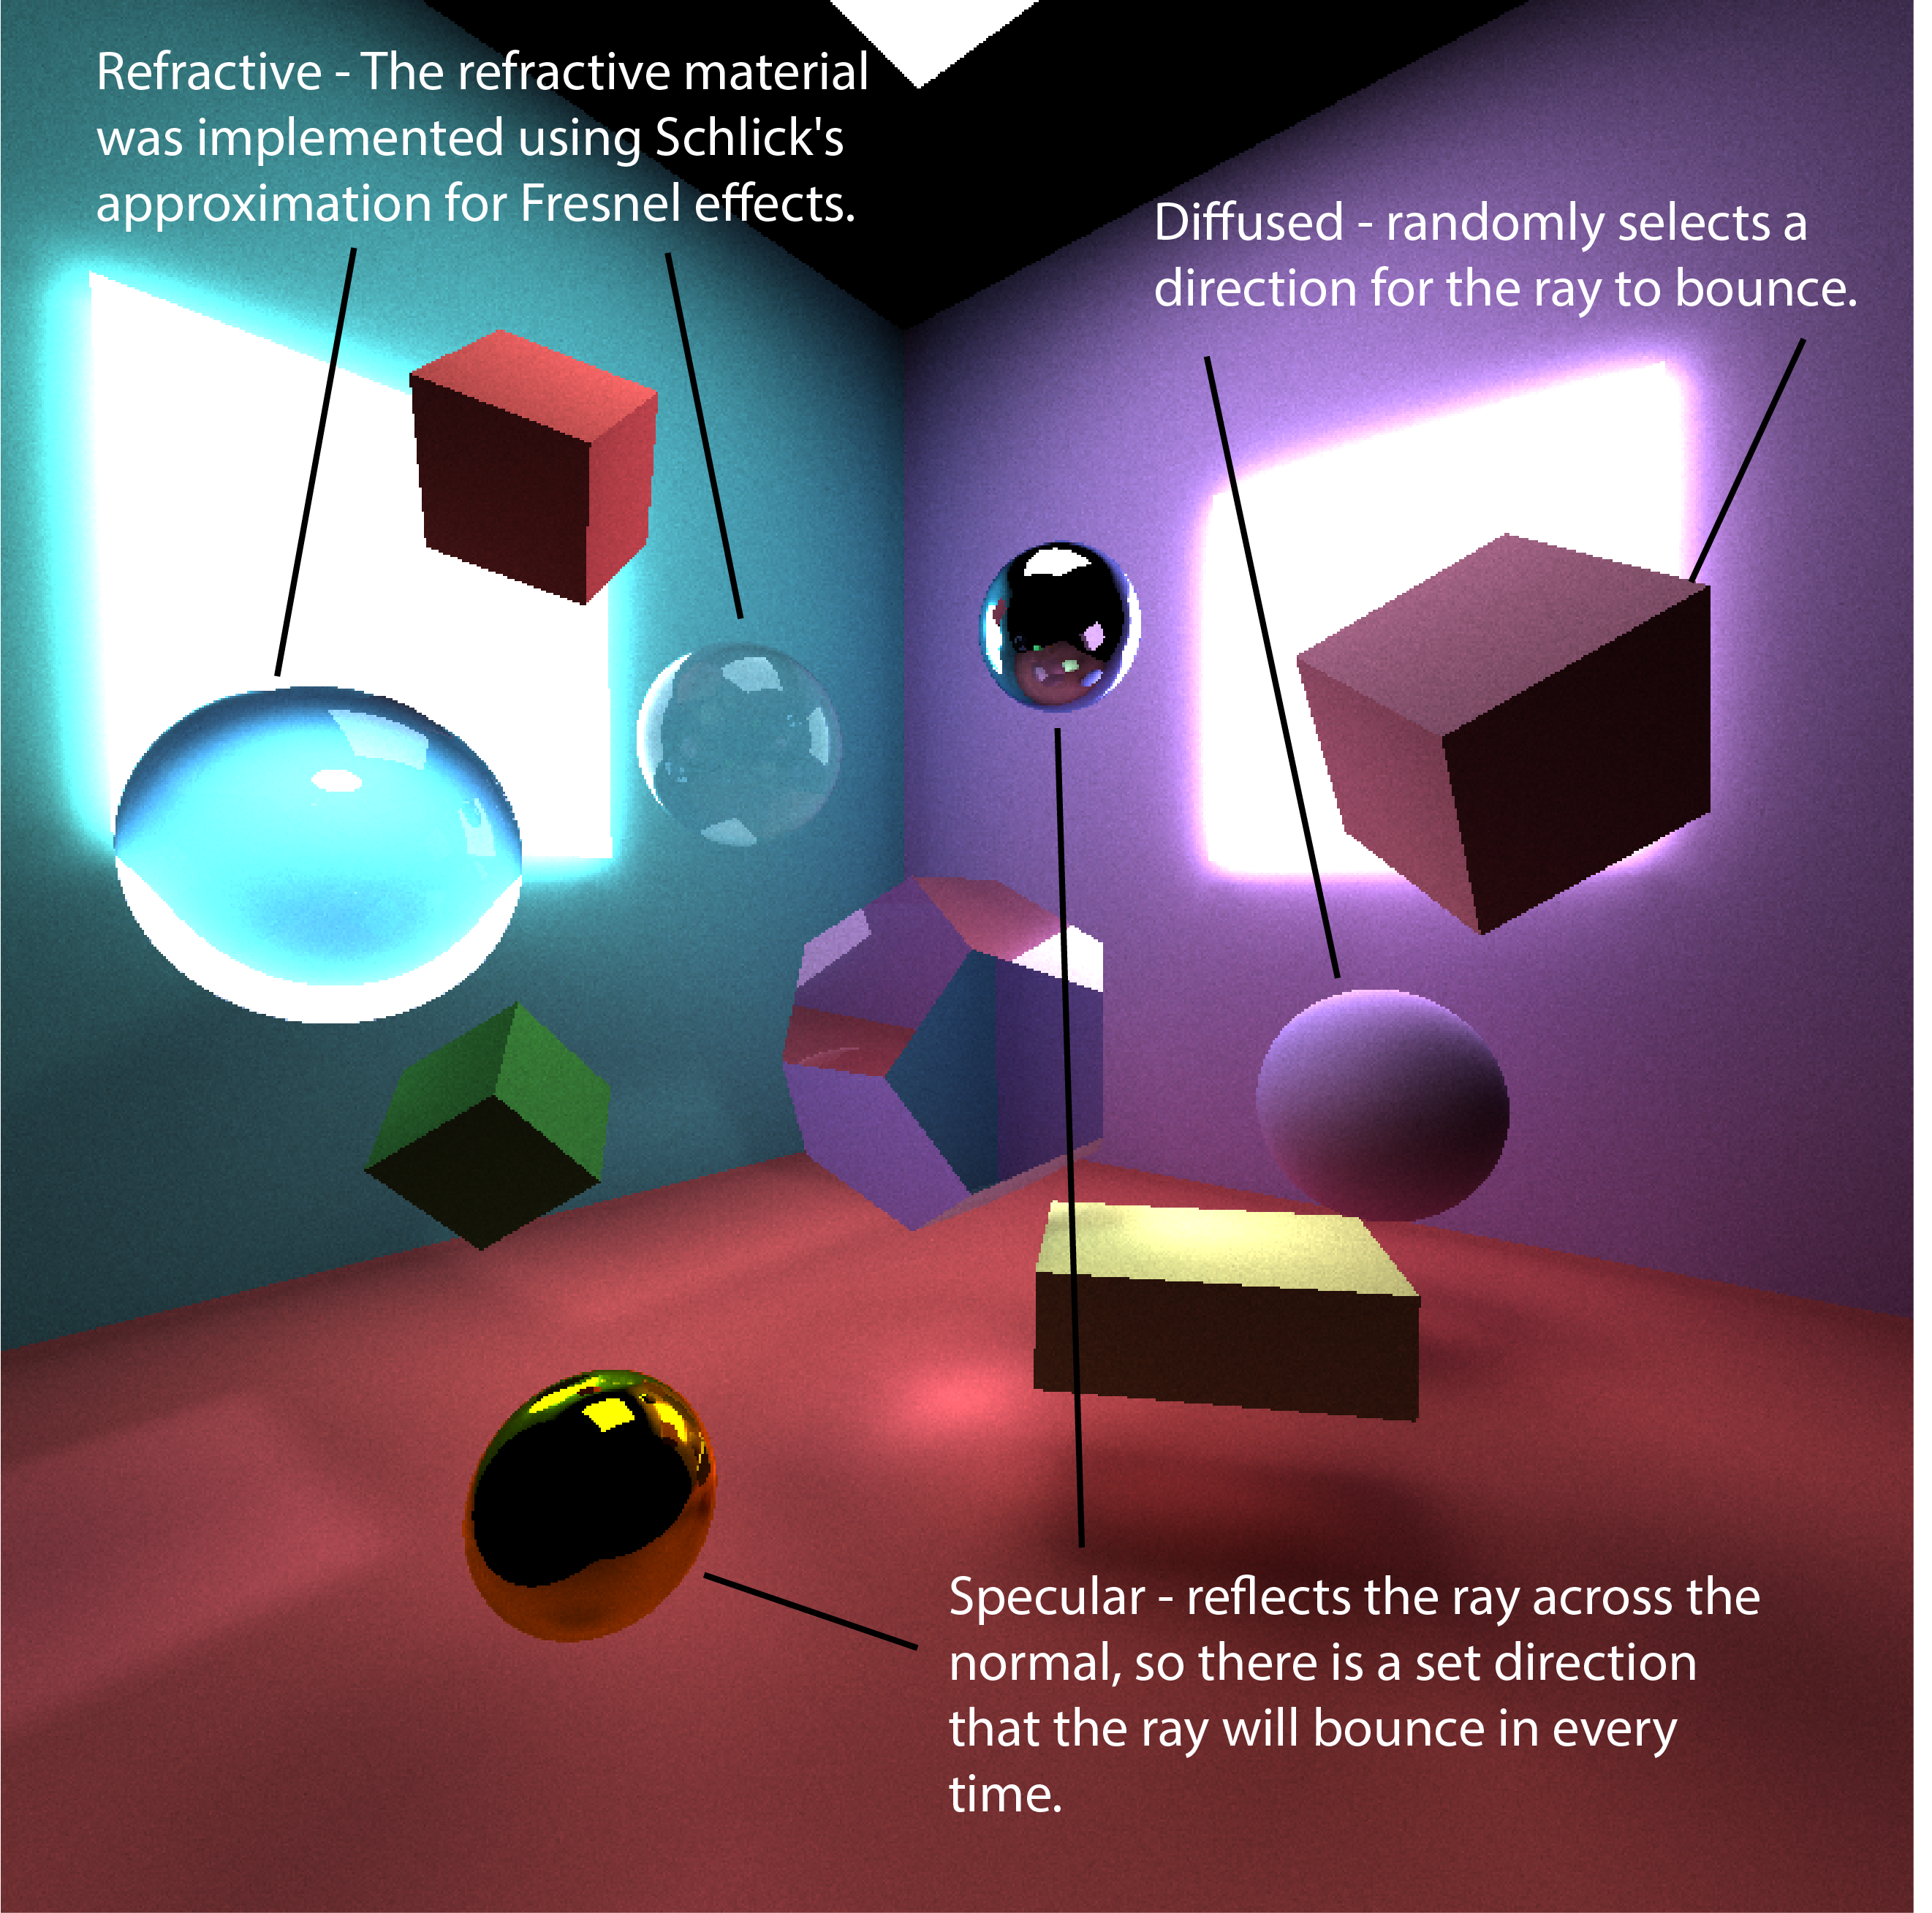 Refractive - The refractive material
was implemented using Schlick's
approximation for Fresnel effects.
Diffused - randomly selects a
direction for the ray to bounce.
Specular - reflects the ray across the
normal, so there is a set direction
that the ray will bounce in every
time.